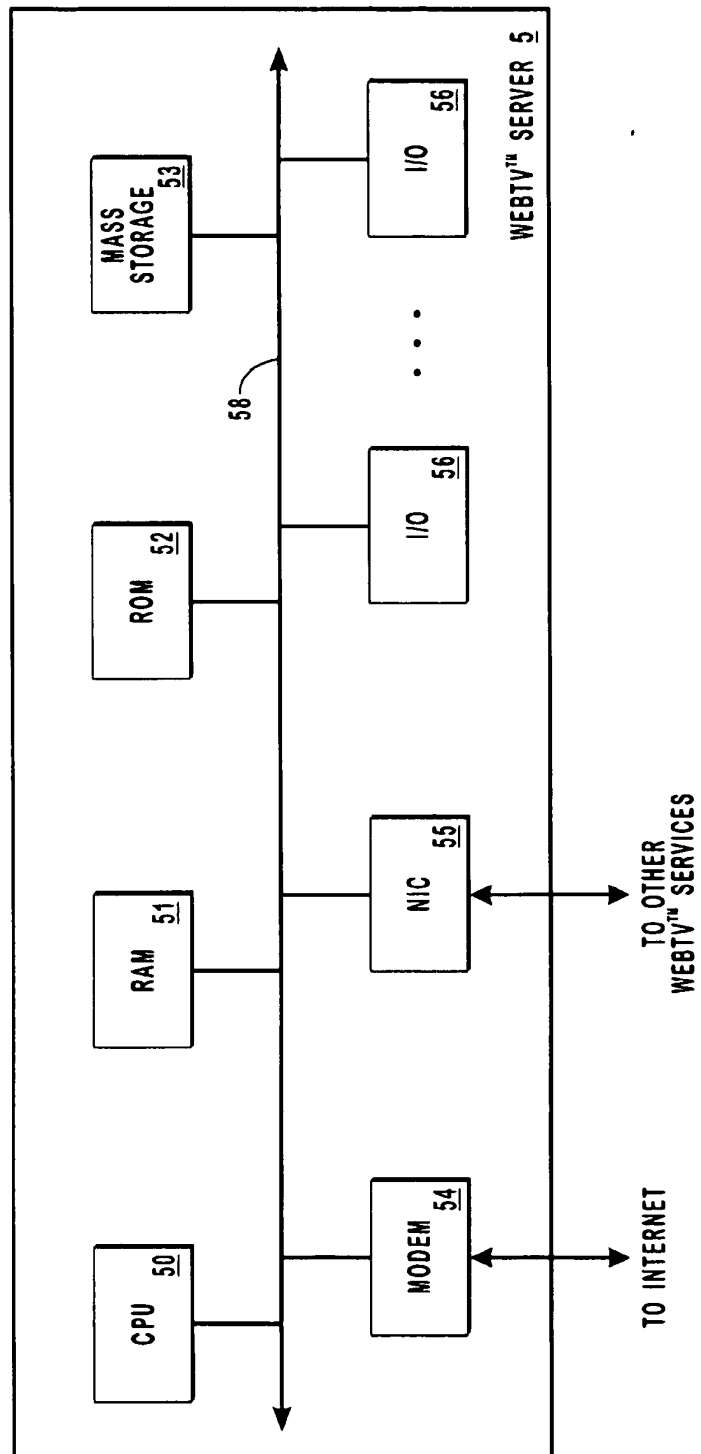 CPU
50
RAM
51
ROM
52
MASS
STORAGE
53
58
MODEM
54
NIC
55
I/O
56
• • •
I/O
56
WEBTV™ SERVER 5
TO INTERNET
TO OTHER
WEBTV™ SERVICES